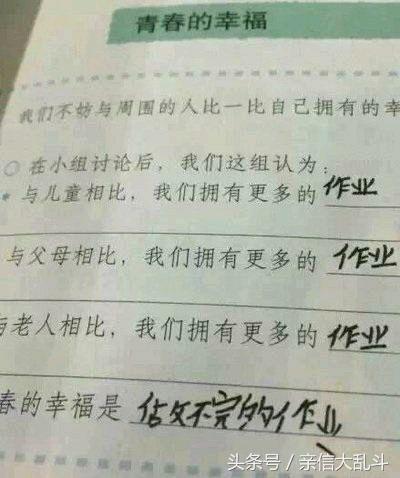 青春的幸福
我们不妨与周围的人比一比自己拥有的幸
○ 在小组讨论后，我们这组认为：
* 与儿童相比，我们拥有更多的 作业
与父母相比，我们拥有更多的 作业
与老人相比，我们拥有更多的 作业
春的幸福是 做不完的作业
头条号／亲信大乱斗